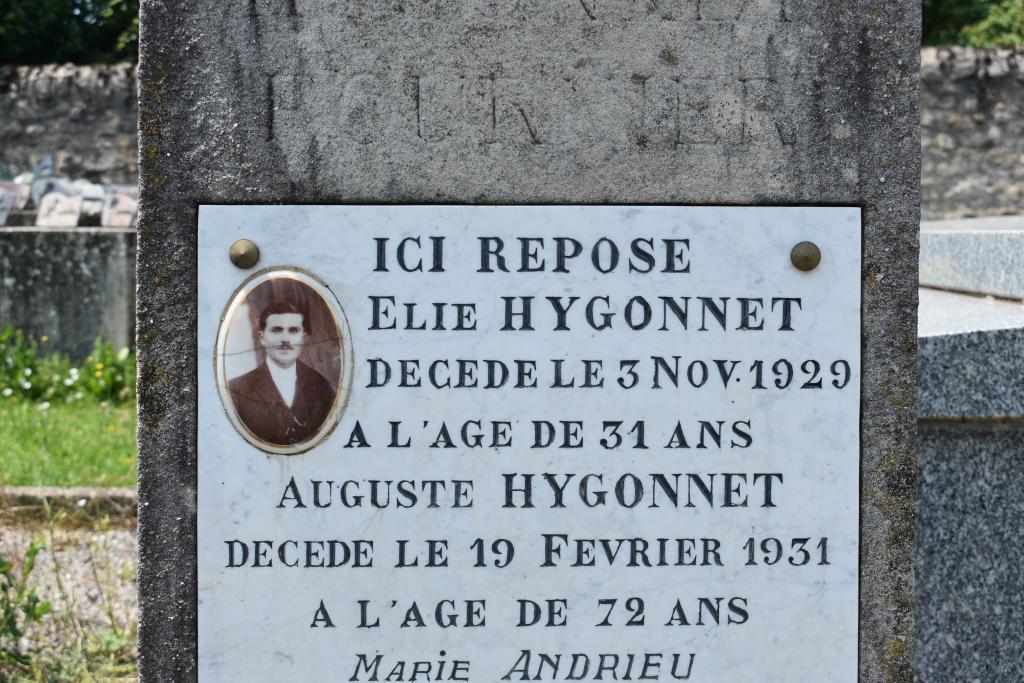 FOURNIER
ICI REPOSE
ELIE HYGONNET
DECEDE LE 3 NOV. 1929
A L'AGE DE 31 ANS
AUGUSTE HYGONNET
DECEDE LE 19 FEVRIER 1931
A L'AGE DE 72 ANS
MARIE ANDRIEU